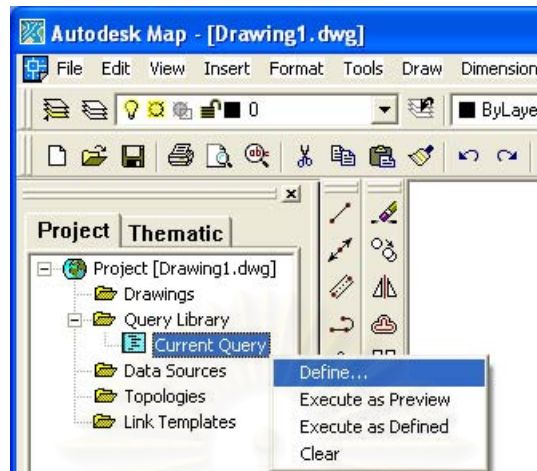 Autodesk Map - [Drawing1.dwg]
File Edit View Insert Format Tools Draw Dimension
0 ByLaye
Project Thematic
Project [Drawing1.dwg]
Drawings
Query Library
Current Query
Data Sources
Define...
Topologies
Execute as Preview
Link Templates
Execute as Defined
Clear